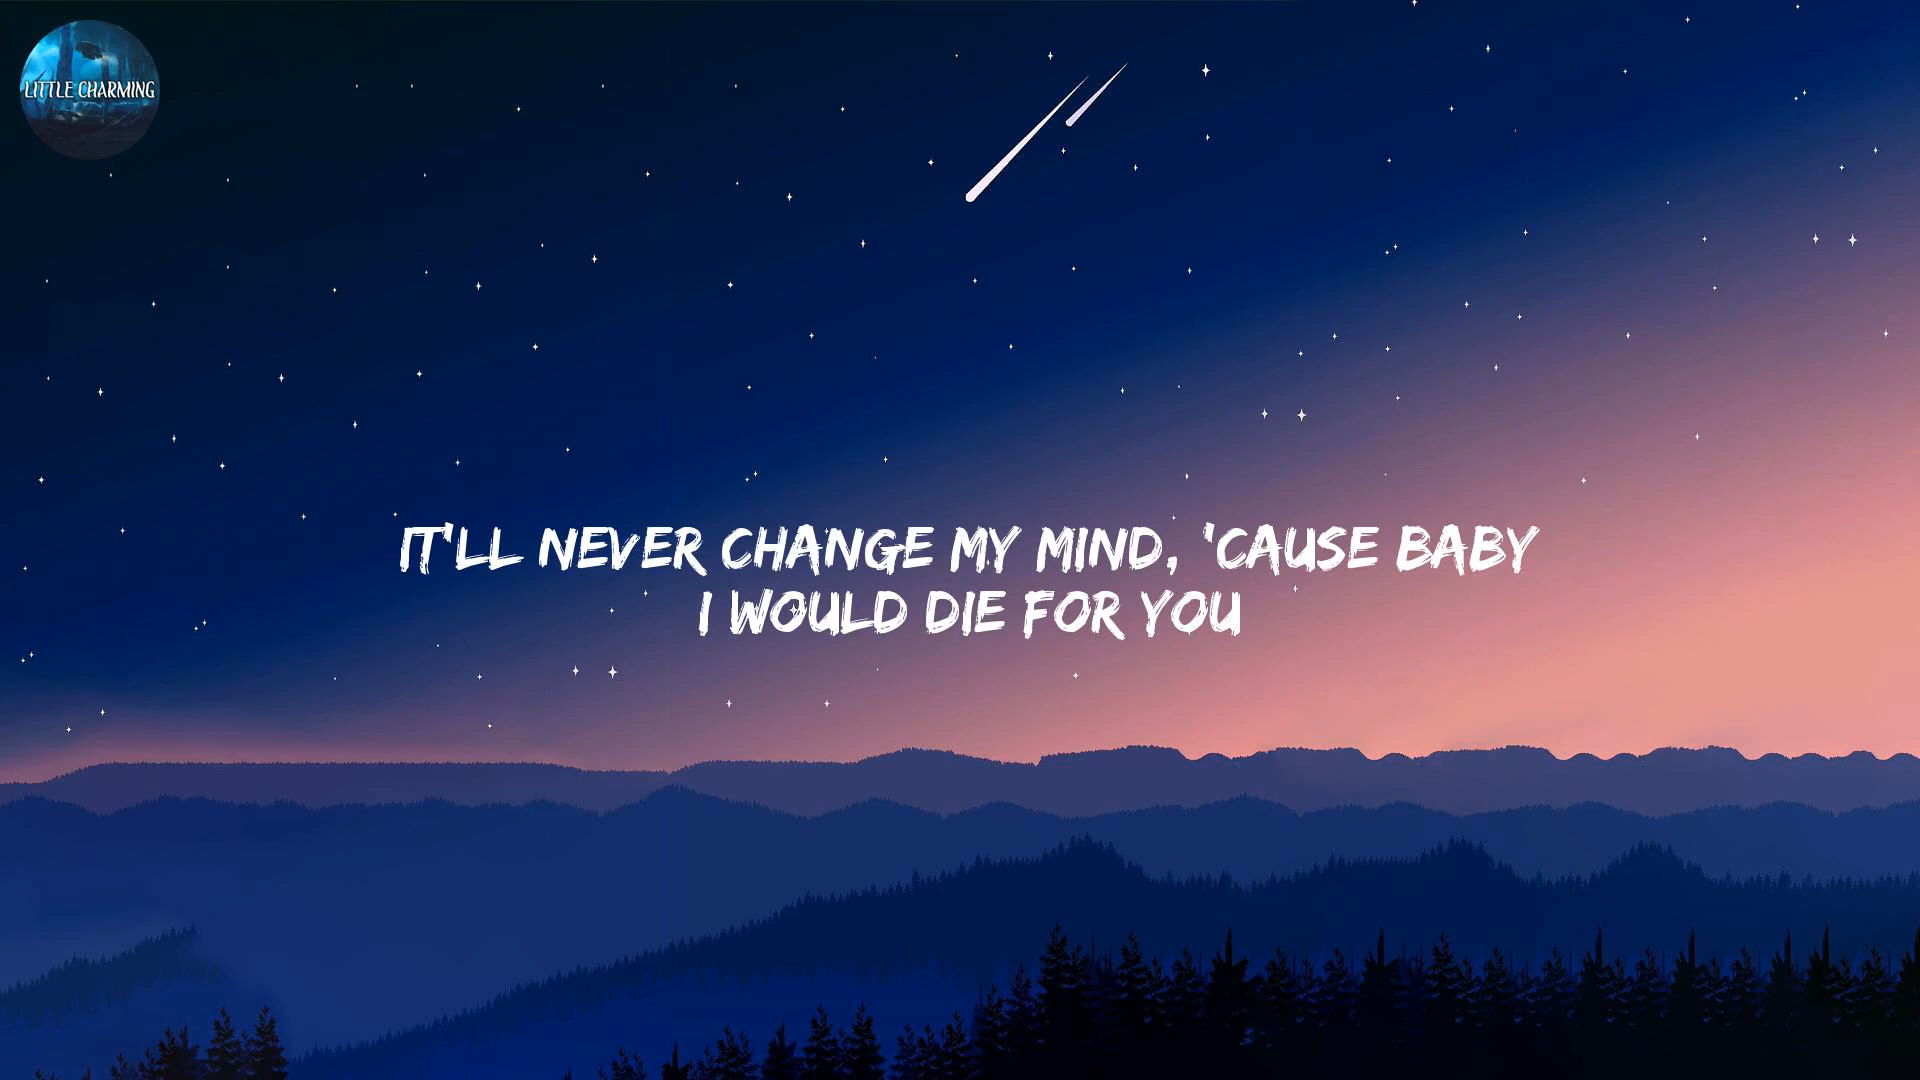 LITTLE CHARMING
IT'LL NEVER CHANGE MY MIND, 'CAUSE BABY
I WOULD DIE FOR YOU